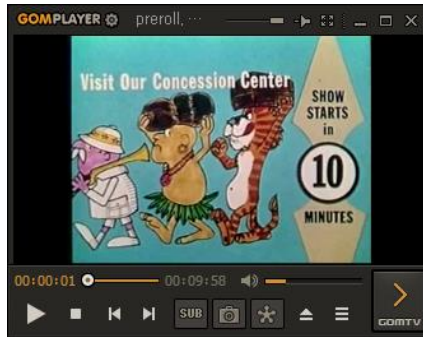 GOMPLAYER preroll, ...
Visit Our Concession Center
SHOW
STARTS
in
10
MINUTES
00:00:01 00:09:58
SUB
GOMTV